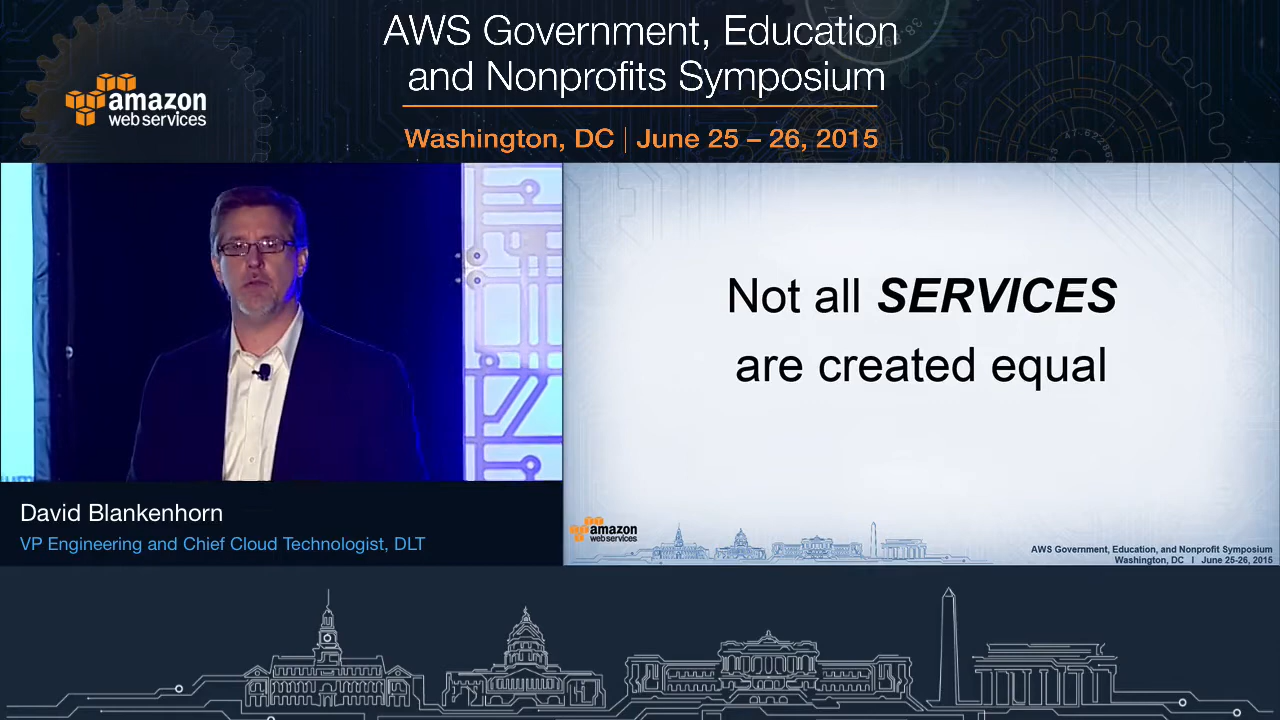 AWS Government, Education
and Nonprofits Symposium
amazon
web services
Washington, DC | June 25 – 26, 2015
Not all SERVICES
are created equal
David Blankenhorn
VP Engineering and Chief Cloud Technologist, DLT
amazon
web services
AWS Government, Education, and Nonprofit Symposium
Washington, DC I June 25-26, 2015